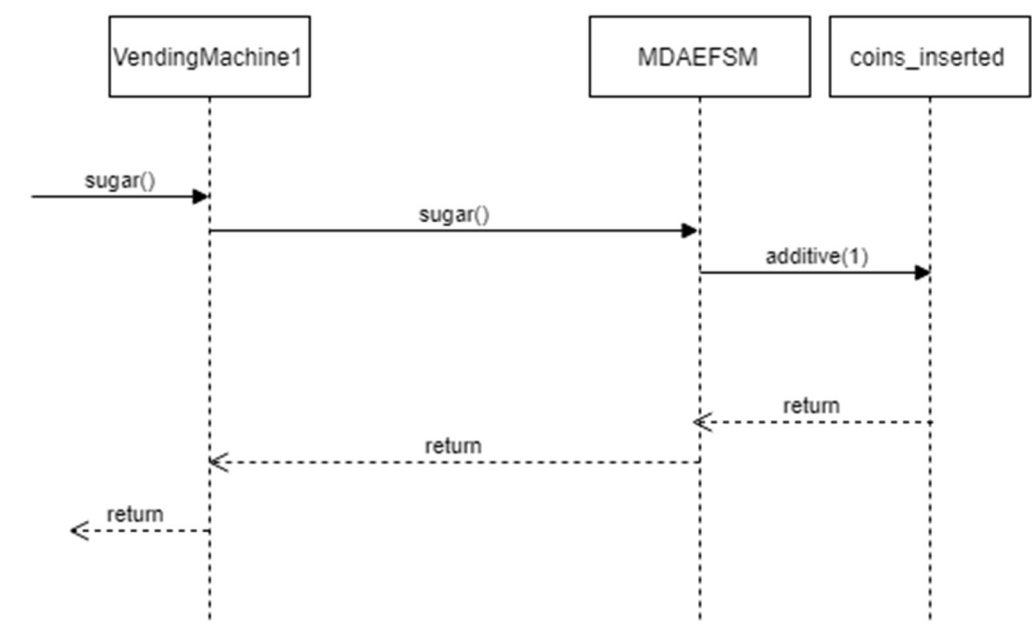 VendingMachine1
MDAEFSM
coins_inserted
sugar()
sugar()
additive(1)
return
return
return